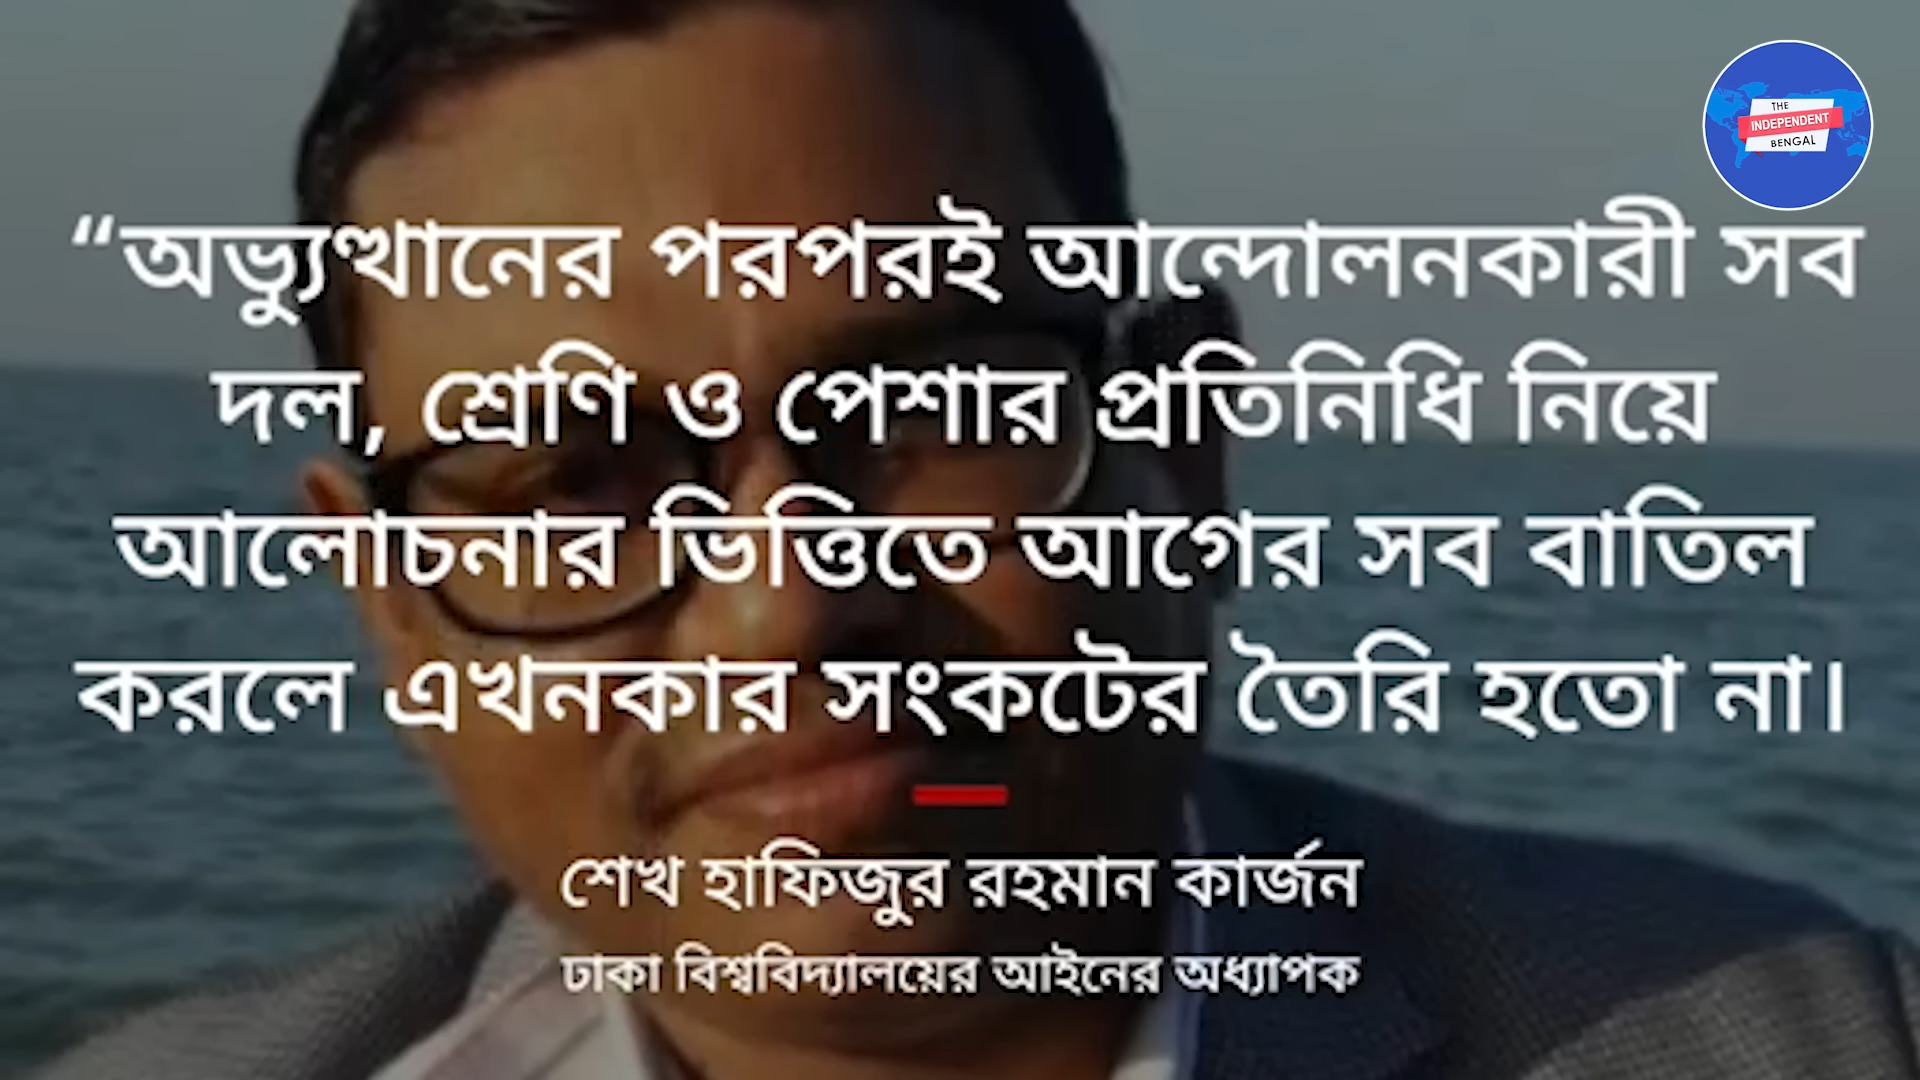 THE
INDEPENDENT
BENGAL
“অভ্যুত্থানের পরপরই আন্দোলনকারী সব
দল, শ্রেণি ও পেশার প্রতিনিধি নিয়ে
আলোচনার ভিত্তিতে আগের সব বাতিল
করলে এখনকার সংকটের তৈরি হতো না।
শেখ হাফিজুর রহমান কার্জন
ঢাকা বিশ্ববিদ্যালয়ের আইনের অধ্যাপক